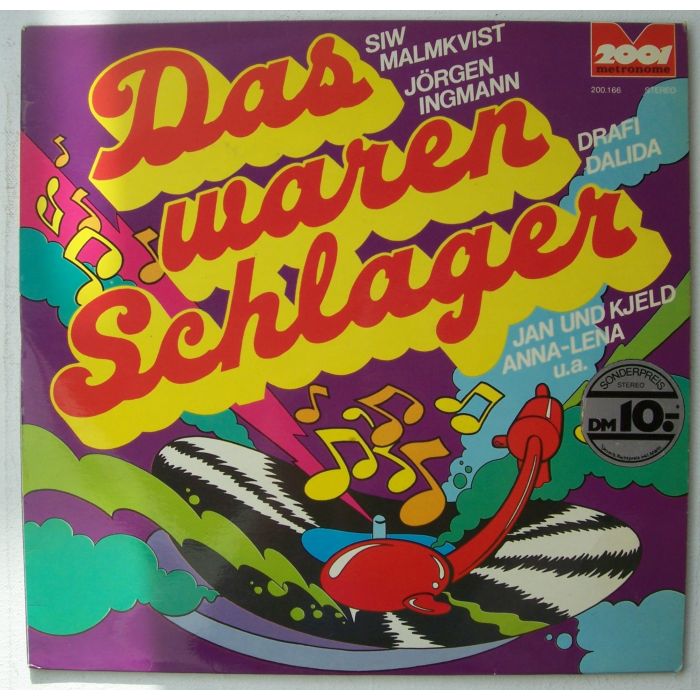 Das
waren
Schlager
SIW
MALMKVIST
JÖRGEN
INGMANN
2001
metronome
200.166 STEREO
DRAFI
DALIDA
JAN UND KJELD
ANNA-LENA
u.a.
SONDERPREIS
STEREO
DM 10.-*